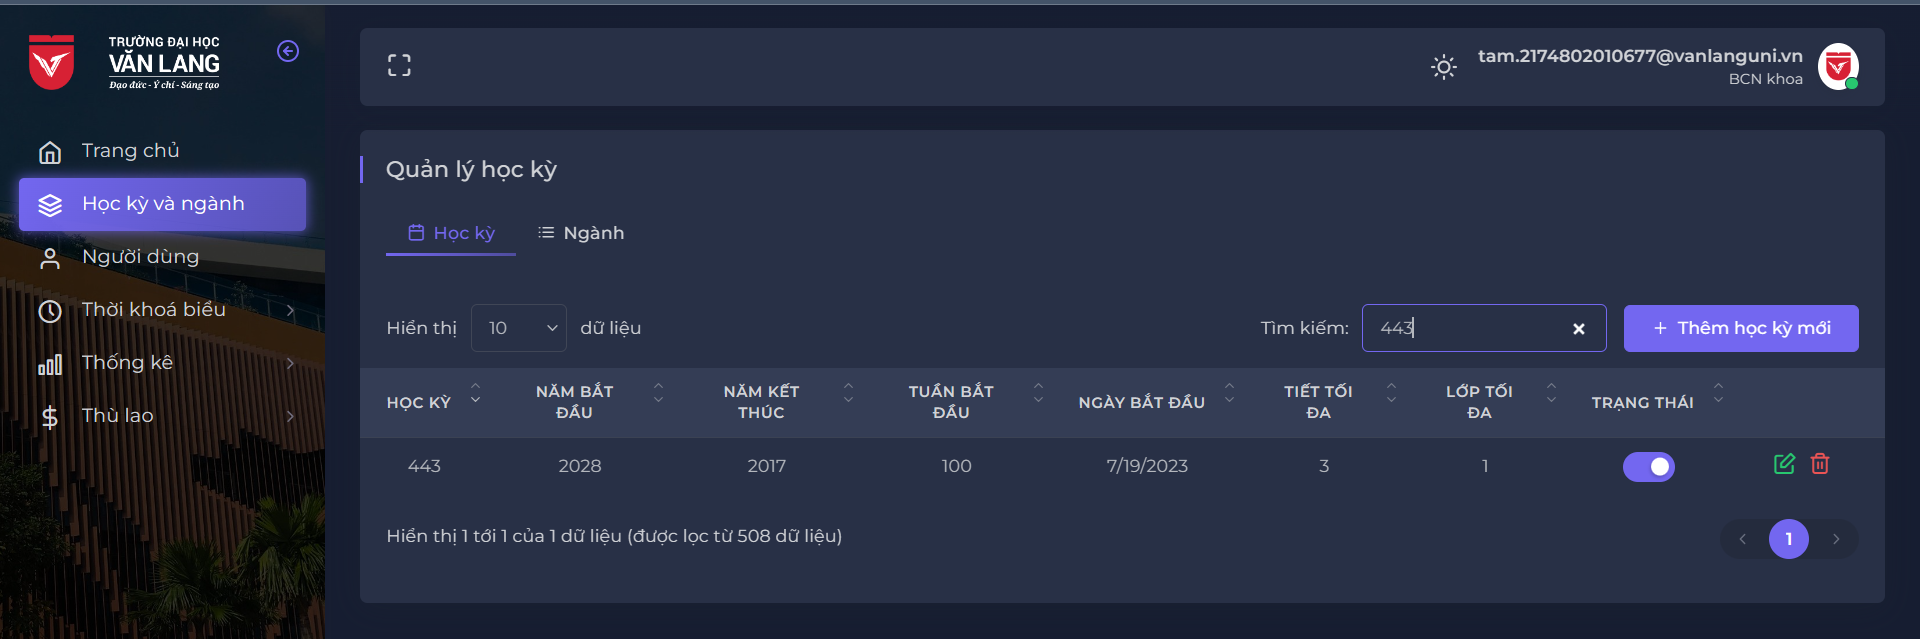 TRƯỜNG ĐẠI HỌC
VĂN LANG
Đạo đức - Ý chí - Sáng tạo
Trang chủ
Học kỳ và ngành
Người dùng
Thời khoá biểu
Thống kê
Thù lao
tam.2174802010677@vanlanguni.vn
BCN khoa
Quản lý học kỳ
Học kỳ Ngành
Hiển thị 10 dữ liệu Tìm kiếm: 443 Thêm học kỳ mới
HỌC KỲ NĂM BẮT ĐẦU NĂM KẾT THÚC TUẦN BẮT ĐẦU NGÀY BẮT ĐẦU TIẾT TỐI ĐA LỚP TỐI ĐA TRẠNG THÁI
443 2028 2017 100 7/19/2023 3 1
Hiển thị 1 tới 1 của 1 dữ liệu (được lọc từ 508 dữ liệu)
1